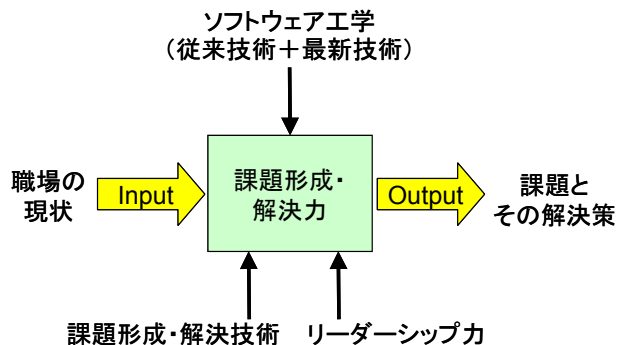 ソフトウェア工学
(従来技術+最新技術)
職場の
現状
Input
課題形成・
解決力
Output
課題と
その解決策
課題形成・解決技術
リーダーシップ力